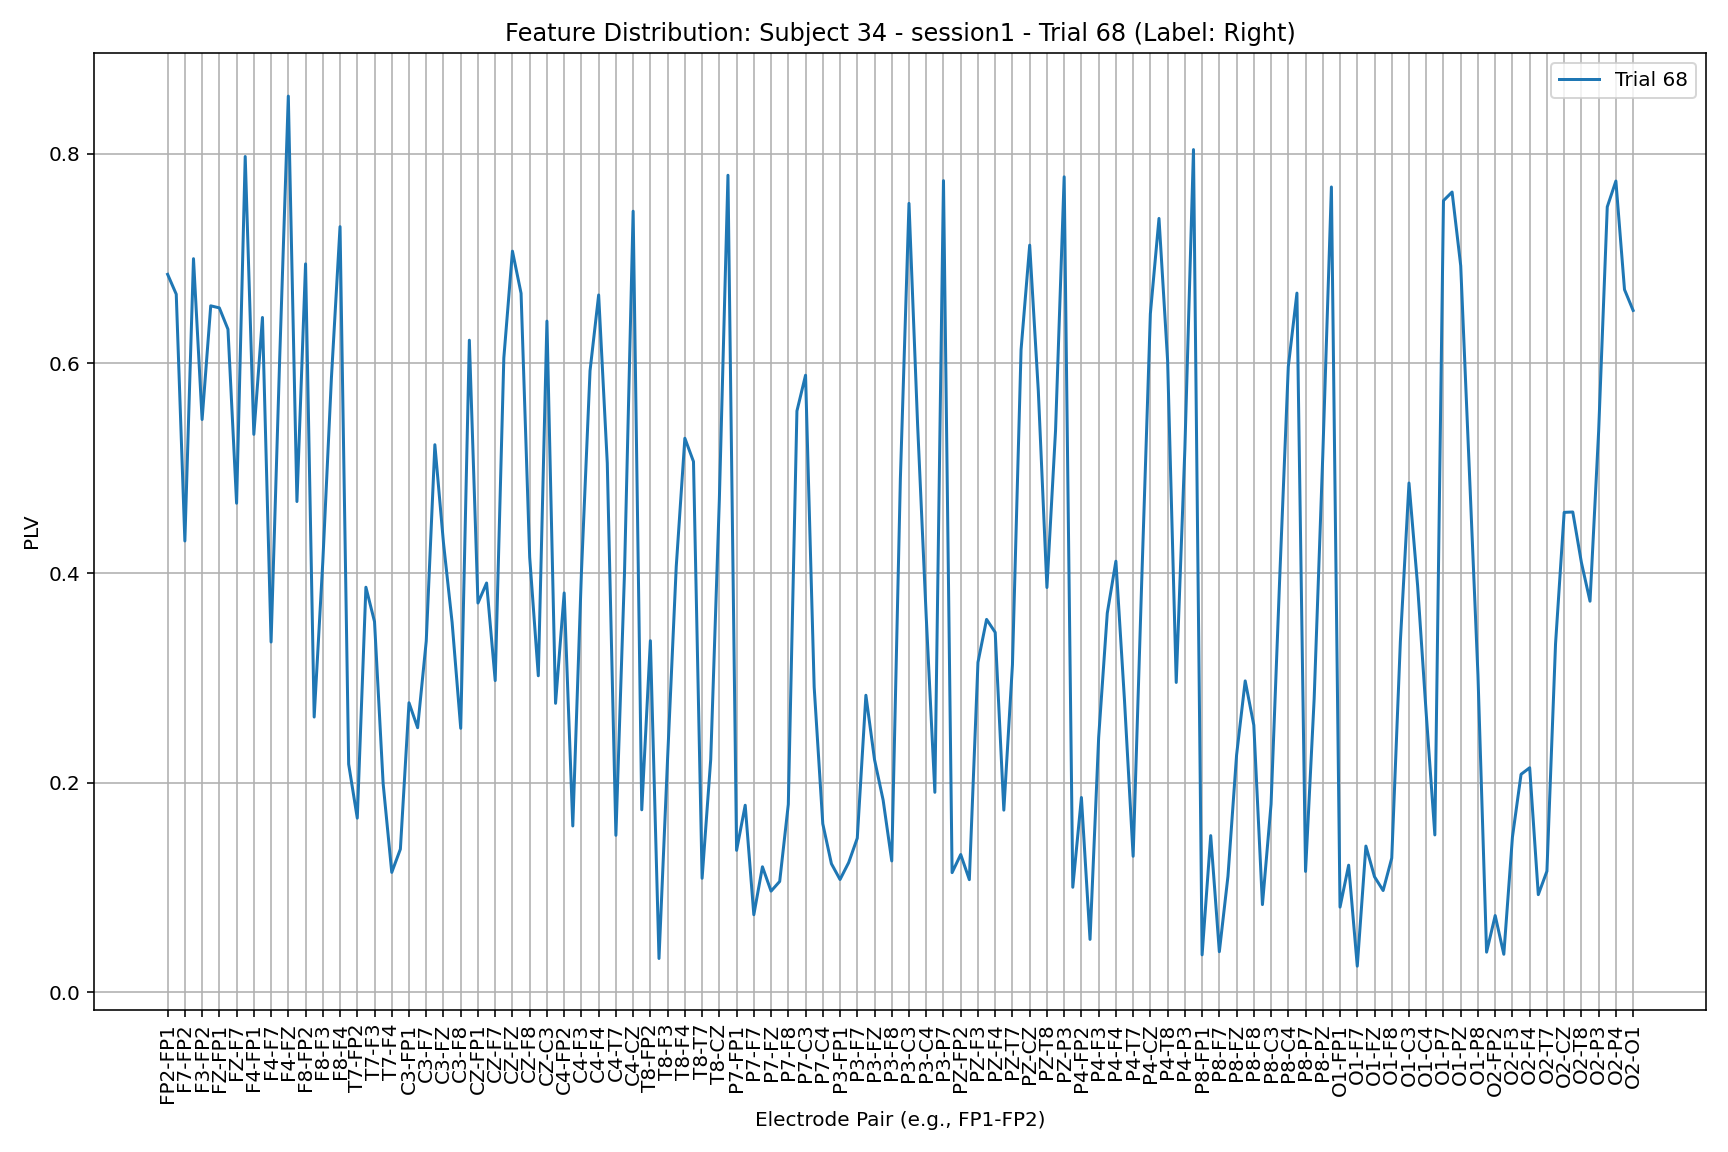 Feature Distribution: Subject 34 - session1 - Trial 68 (Label: Right)
Trial 68
PLV
0.8
0.6
0.4
0.2
0.0
FP2-FP1
F7-FP2
F3-FP2
FZ-FP1
FZ-F7
F4-FP1
F4-F7
F4-FZ
F8-FP2
F8-F3
F8-F4
T7-FP2
T7-F3
T7-F4
C3-FP1
C3-F7
C3-FZ
C3-F8
CZ-FP1
CZ-F7
CZ-FZ
CZ-F8
CZ-C3
C4-FP2
C4-F3
C4-F4
C4-T7
C4-CZ
T8-FP2
T8-F3
T8-F4
T8-T7
T8-CZ
P7-FP1
P7-F7
P7-FZ
P7-F8
P7-C3
P7-C4
P3-FP1
P3-F7
P3-FZ
P3-F8
P3-C3
P3-C4
P3-P7
PZ-FP2
PZ-F3
PZ-F4
PZ-T7
PZ-CZ
PZ-T8
PZ-P3
P4-FP2
P4-F3
P4-F4
P4-T7
P4-CZ
P4-T8
P4-P3
P8-FP1
P8-F7
P8-FZ
P8-F8
P8-C3
P8-C4
P8-P7
P8-PZ
O1-FP1
O1-F7
O1-FZ
O1-F8
O1-C3
O1-C4
O1-P7
O1-PZ
O1-P8
O2-FP2
O2-F3
O2-F4
O2-T7
O2-CZ
O2-T8
O2-P3
O2-P4
O2-O1
Electrode Pair (e.g., FP1-FP2)